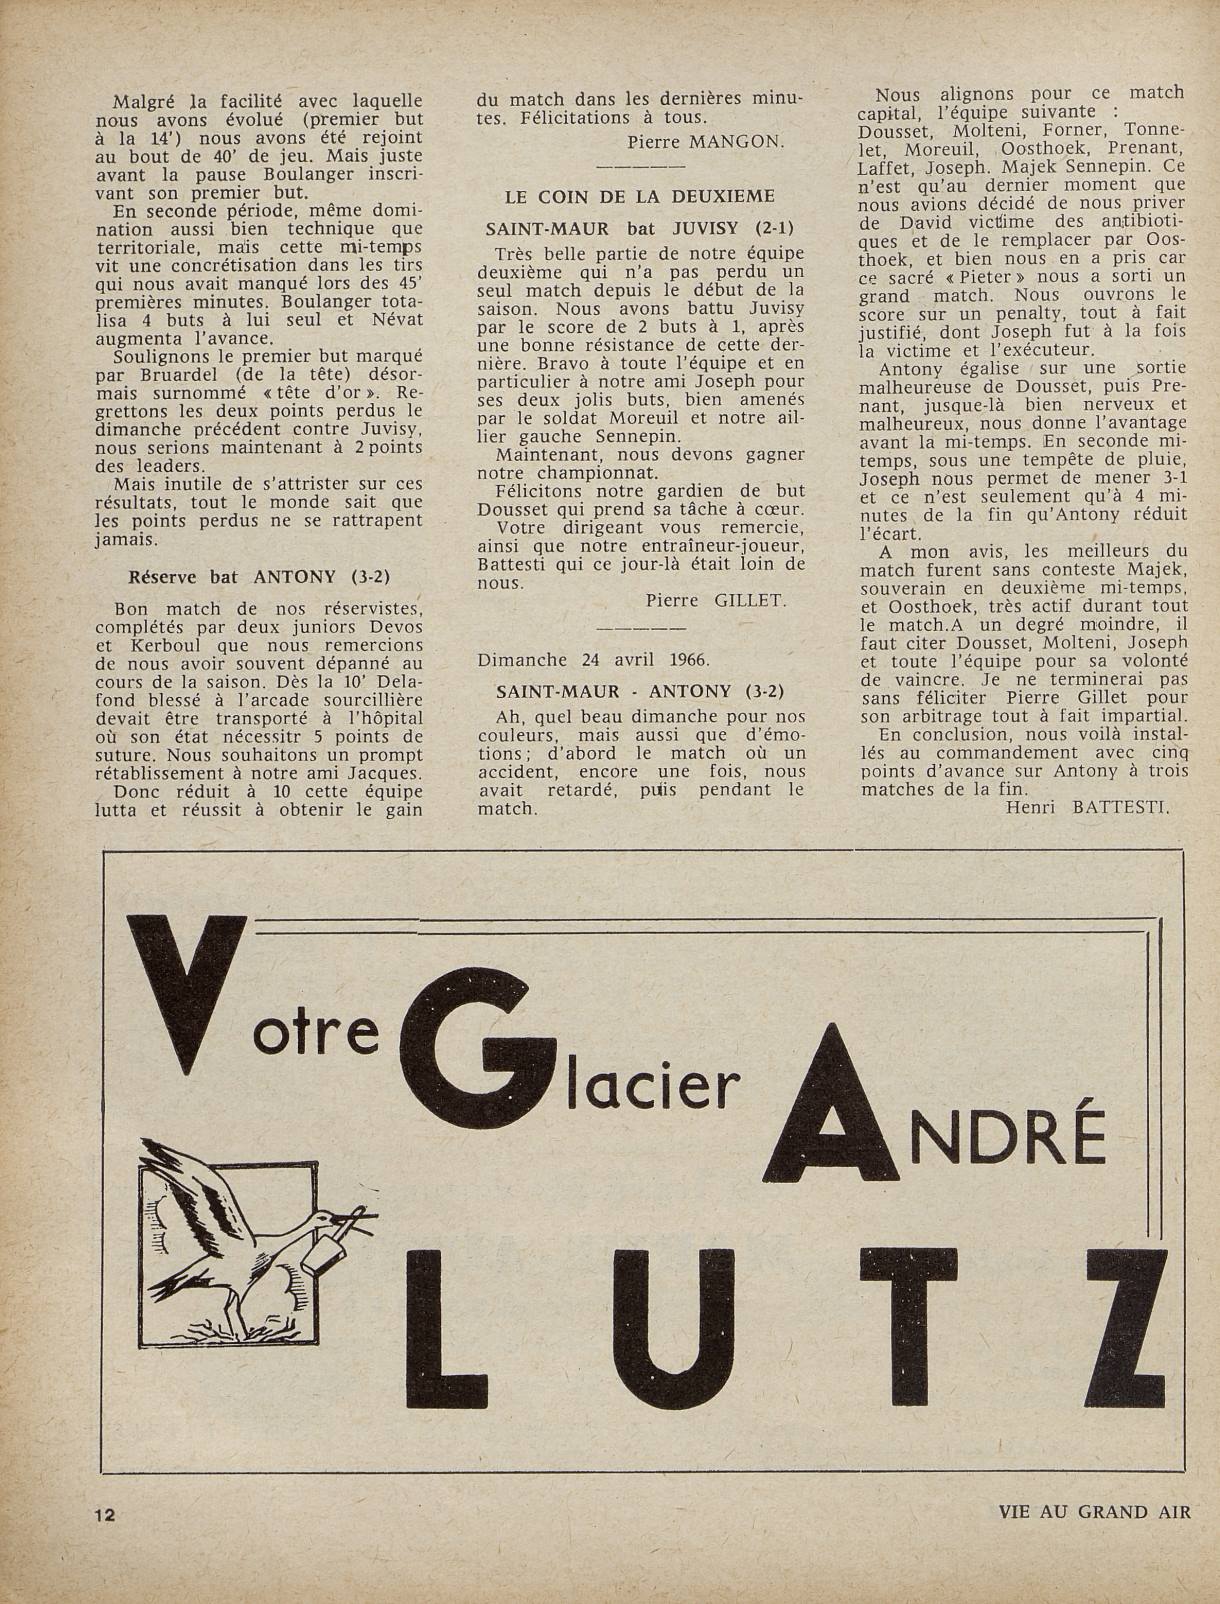 Malgré la facilité avec laquelle
nous avons évolué (premier but
à la 14') nous avons été rejoint
au bout de 40' de jeu. Mais juste
avant la pause Boulanger inscri-
vant son premier but.
En seconde période, même domi-
nation aussi bien technique que
territoriale, mais cette mi-temps
vit une concrétisation dans les tirs
qui nous avait manqué lors des 45'
premières minutes. Boulanger tota-
lisa 4 buts à lui seul et Névat
augmenta l'avance.
Soulignons le premier but marqué
par Bruardel (de la tête) désor-
mais surnommé « tête d'or ». Re-
grettons les deux points perdus le
dimanche précédent contre Juvisy,
nous serions maintenant à 2 points
des leaders.
Mais inutile de s'attrister sur ces
résultats, tout le monde sait que
les points perdus ne se rattrapent
jamais.
Réserve bat ANTONY (3-2)
Bon match de nos réservistes,
complétés par deux juniors Devos
et Kerboul que nous remercions
de nous avoir souvent dépanné au
cours de la saison. Dès la 10' Dela-
fond blessé à l'arcade sourcillière
devait être transporté à l'hôpital
où son état nécessitr 5 points de
suture. Nous souhaitons un prompt
rétablissement à notre ami Jacques.
Donc réduit à 10 cette équipe
lutta et réussit à obtenir le gain
du match dans les dernières minu-
tes. Félicitations à tous.
Pierre MANGON.
LE COIN DE LA DEUXIEME
SAINT-MAUR bat JUVISY (2-1)
Très belle partie de notre équipe
deuxième qui n'a pas perdu un
seul match depuis le début de la
saison. Nous avons battu Juvisy
par le score de 2 buts à 1, après
une bonne résistance de cette der-
nière. Bravo à toute l'équipe et en
particulier à notre ami Joseph pour
ses deux jolis buts, bien amenés
par le soldat Moreuil et notre ail-
lier gauche Sennepin.
Maintenant, nous devons gagner
notre championnat.
Félicitons notre gardien de but
Dousset qui prend sa tâche à cœur.
Votre dirigeant vous remercie,
ainsi que notre entraîneur-joueur,
Battesti qui ce jour-là était loin de
nous.
Pierre GILLET.
Dimanche 24 avril 1966.
SAINT-MAUR - ANTONY (3-2)
Ah, quel beau dimanche pour nos
couleurs, mais aussi que d'émo-
tions ; d'abord le match où un
accident, encore une fois, nous
avait retardé, puis pendant le
match.
Nous alignons pour ce match
capital, l'équipe suivante :
Dousset, Molteni, Forner, Tonne-
let, Moreuil, Oosthoek, Prenant,
Laffet, Joseph. Majek Sennepin. Ce
n'est qu'au dernier moment que
nous avions décidé de nous priver
de David victime des antibioti-
ques et de le remplacer par Oos-
thoek, et bien nous en a pris car
ce sacré « Pieter » nous a sorti un
grand match. Nous ouvrons le
score sur un penalty, tout à fait
justifié, dont Joseph fut à la fois
la victime et l'exécuteur.
Antony égalise sur une sortie
malheureuse de Dousset, puis Pre-
nant, jusque-là bien nerveux et
malheureux, nous donne l'avantage
avant la mi-temps. En seconde mi-
temps, sous une tempête de pluie,
Joseph nous permet de mener 3-1
et ce n'est seulement qu'à 4 mi-
nutes de la fin qu'Antony réduit
l'écart.
A mon avis, les meilleurs du
match furent sans conteste Majek,
souverain en deuxième mi-temps,
et Oosthoek, très actif durant tout
le match.A un degré moindre, il
faut citer Dousset, Molteni, Joseph
et toute l'équipe pour sa volonté
de vaincre. Je ne terminerai pas
sans féliciter Pierre Gillet pour
son arbitrage tout à fait impartial.
En conclusion, nous voilà instal-
lés au commandement avec cinq
points d'avance sur Antony à trois
matches de la fin.
Henri BATTESTI.
Votre Glacier ANDRÉ
LUTZ
12
VIE AU GRAND AIR